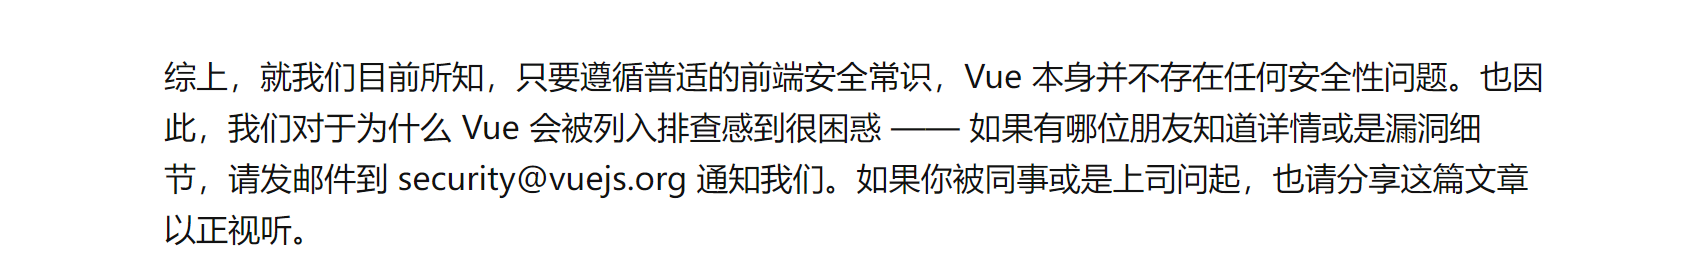 综上，就我们目前所知，只要遵循普适的前端安全常识，Vue 本身并不存在任何安全性问题。也因
此，我们对于为什么 Vue 会被列入排查感到很困惑 —— 如果有哪位朋友知道详情或是漏洞细
节，请发邮件到 security@vuejs.org 通知我们。如果你被同事或是上司问起，也请分享这篇文章
以正视听。